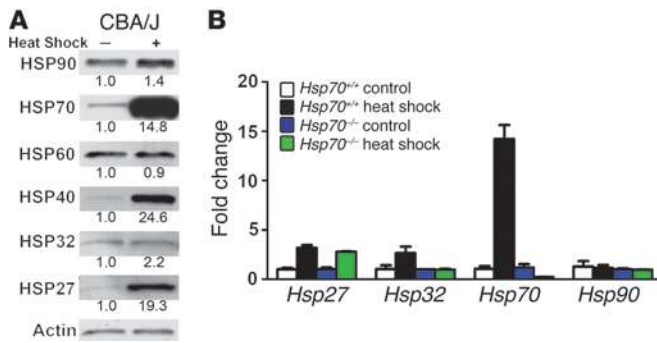 A
CBA/J
Heat Shock – +
HSP90
1.0 1.4
HSP70
1.0 14.8
HSP60
1.0 0.9
HSP40
1.0 24.6
HSP32
1.0 2.2
HSP27
1.0 19.3
Actin
B
Fold change
20
15
10
5
0
Hsp70+/+ control
Hsp70+/+ heat shock
Hsp70-/- control
Hsp70-/- heat shock
Hsp27 Hsp32 Hsp70 Hsp90